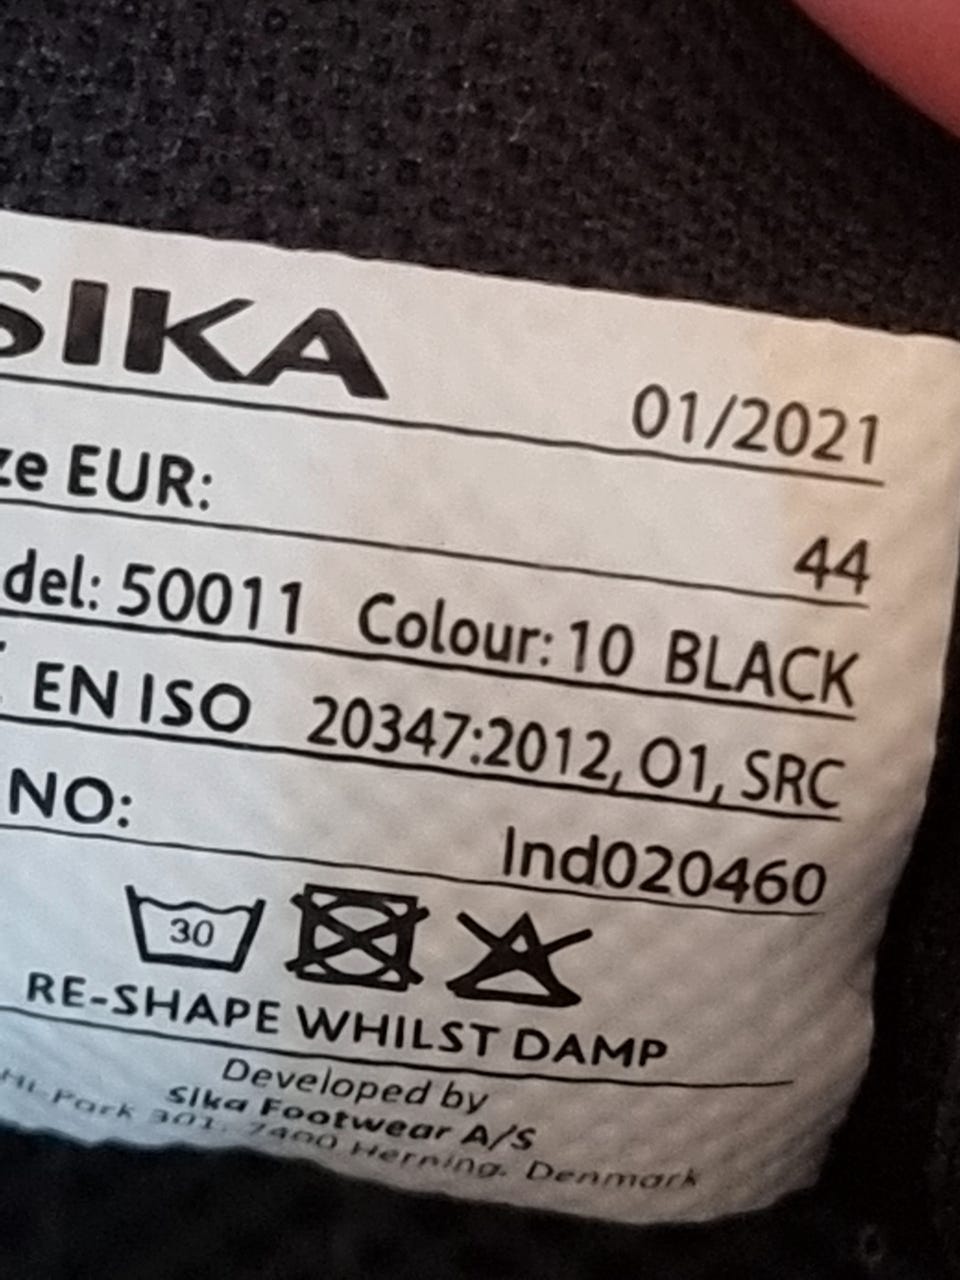 SIKA
01/2021
ze EUR: 44
del: 50011 Colour: 10 BLACK
EN ISO 20347:2012, O1, SRC
NO: Ind020460
30
RE-SHAPE WHILST DAMP
Developed by
Sika Footwear A/S
HI-Park 301, 7400 Herning, Denmark